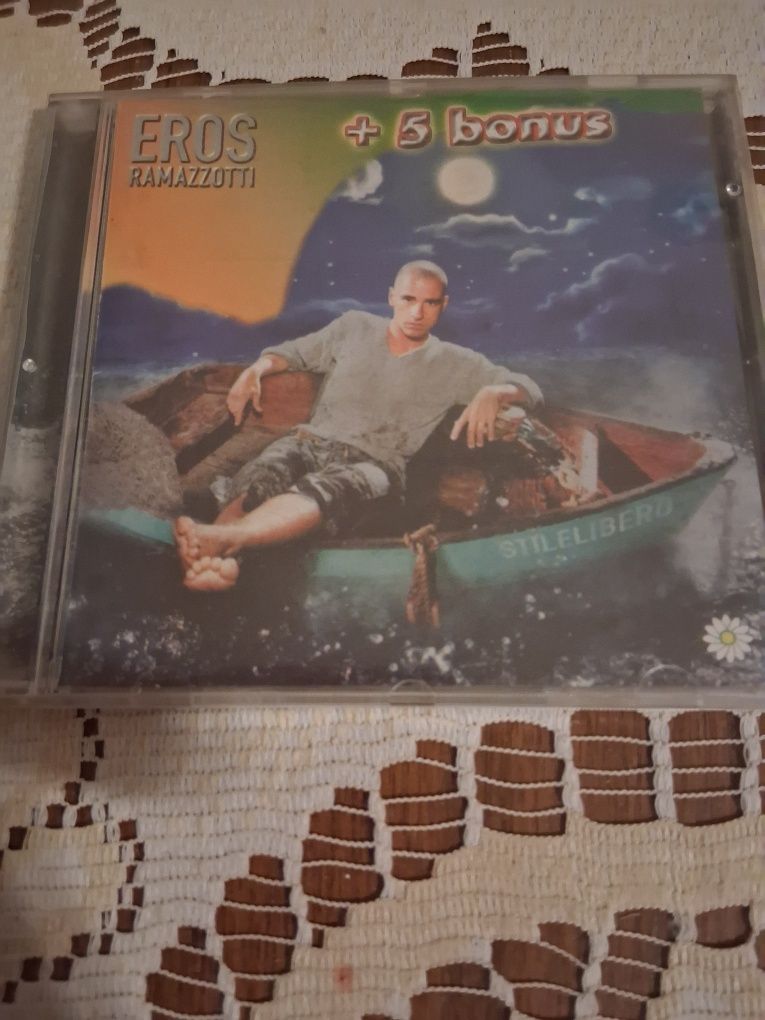 EROS
RAMAZZOTTI
+ 5 bonus
STILELIBERO